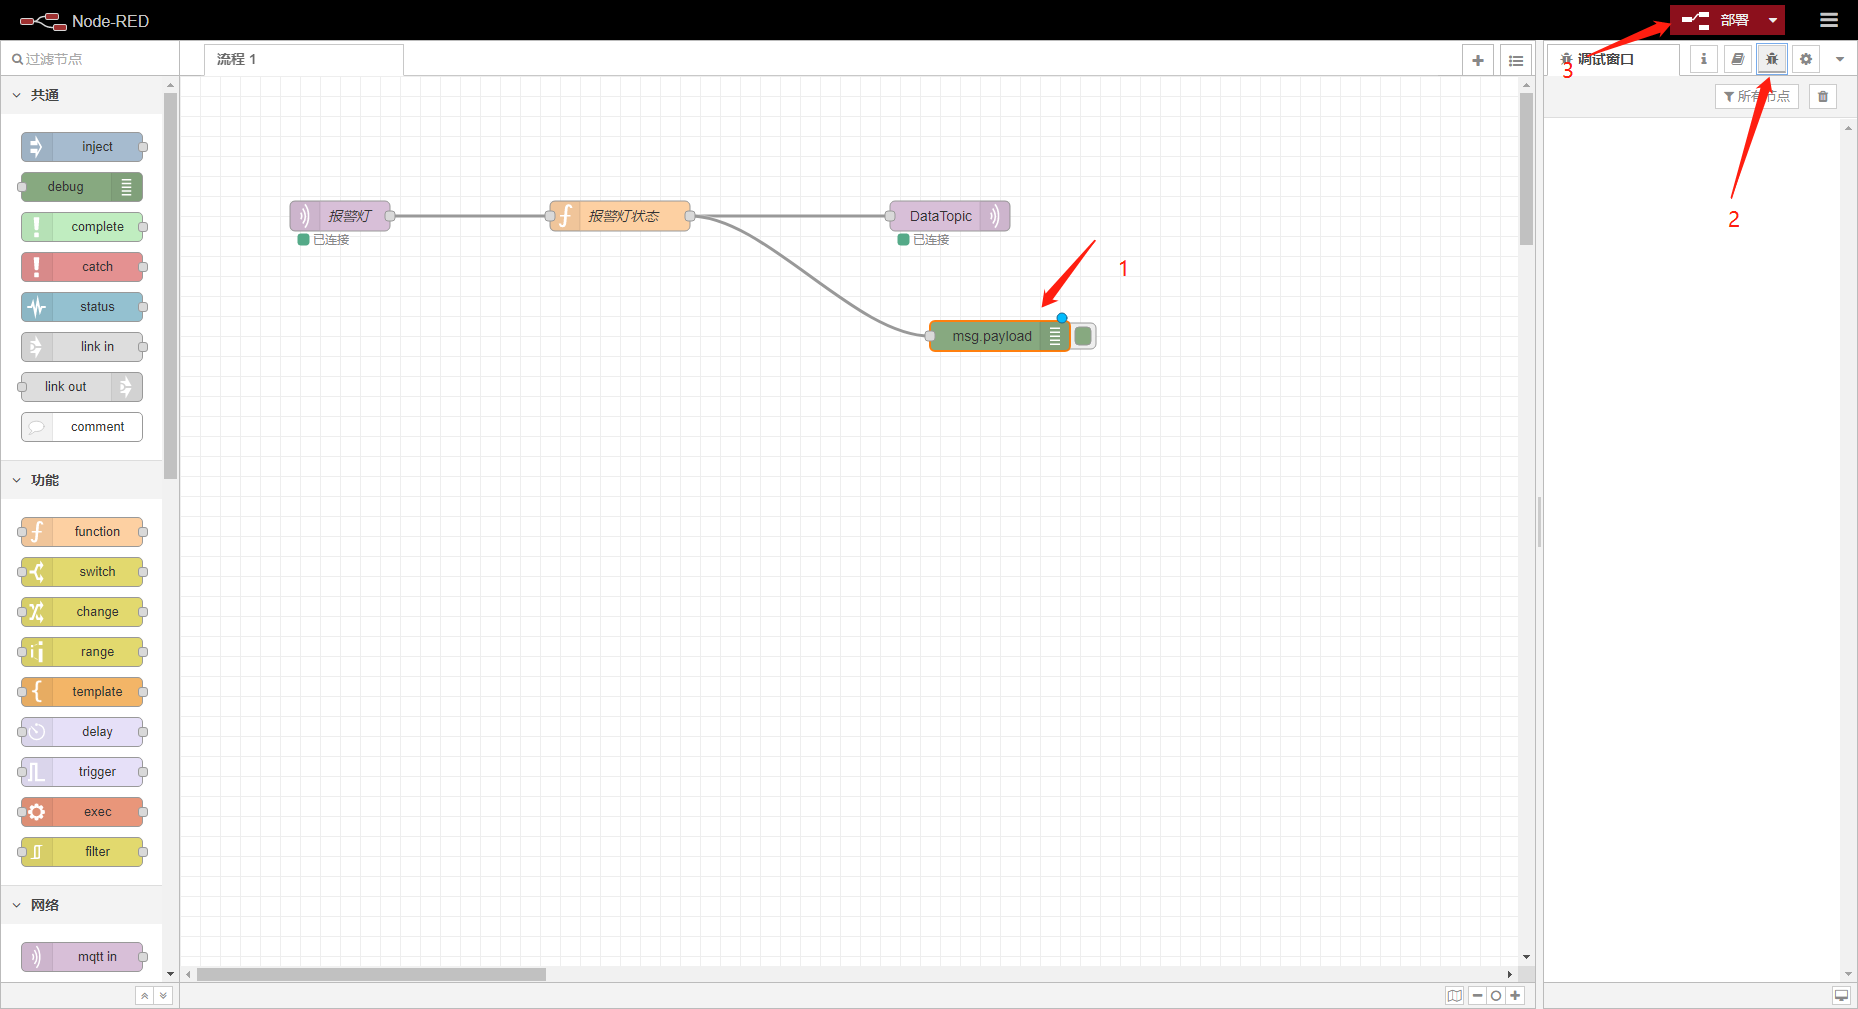 Node-RED
部署
过滤节点
流程 1
3
调试窗口
所有节点
共通
inject
debug
complete
catch
status
link in
link out
comment
功能
function
switch
change
range
template
delay
trigger
exec
filter
网络
mqtt in
报警灯
已连接
报警灯状态
DataTopic
已连接
1
msg.payload
2